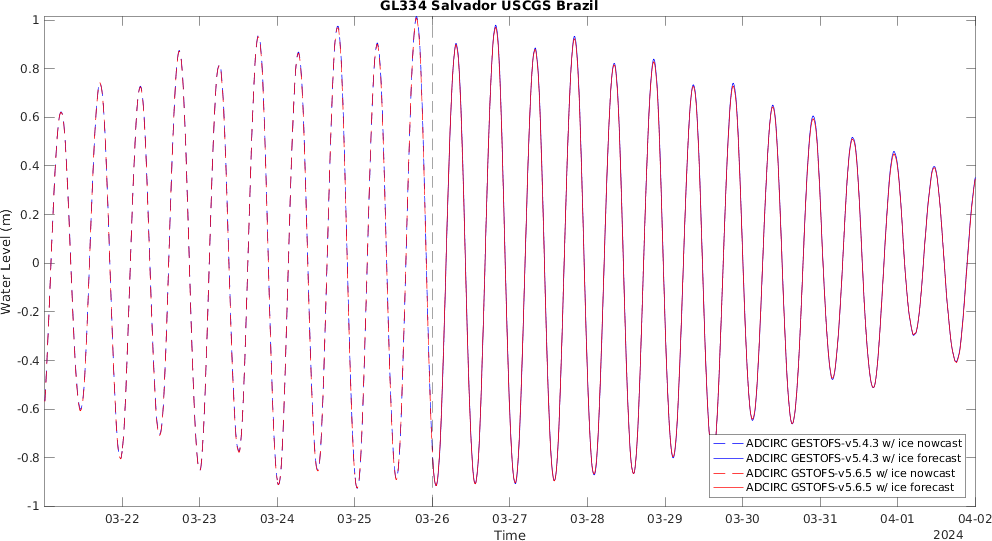 GL334 Salvador USCGS Brazil
Water Level (m)
1
0.8
0.6
0.4
0.2
0
-0.2
-0.4
-0.6
-0.8
-1
ADCIRC GESTOFS-v5.4.3 w/ ice nowcast
ADCIRC GESTOFS-v5.4.3 w/ ice forecast
ADCIRC GSTOFS-v5.6.5 w/ ice nowcast
ADCIRC GSTOFS-v5.6.5 w/ ice forecast
03-22 03-23 03-24 03-25 03-26 03-27 03-28 03-29 03-30 03-31 04-01 04-02
Time
2024